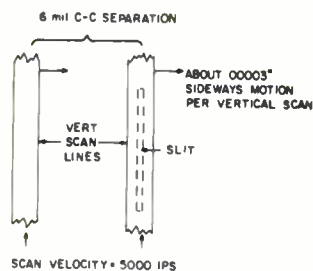 6 mil C-C SEPARATION
ABOUT 00003"
SIDEWAYS MOTION
PER VERTICAL SCAN
VERT
SCAN
LINES
SLIT
SCAN VELOCITY = 5000 IPS